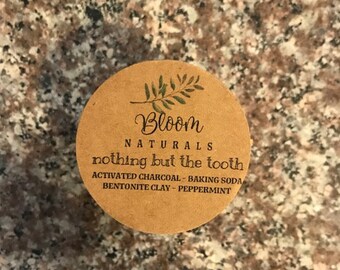 Bloom
NATURALS
nothing but the tooth
ACTIVATED CHARCOAL - BAKING SODA
BENTONITE CLAY - PEPPERMINT